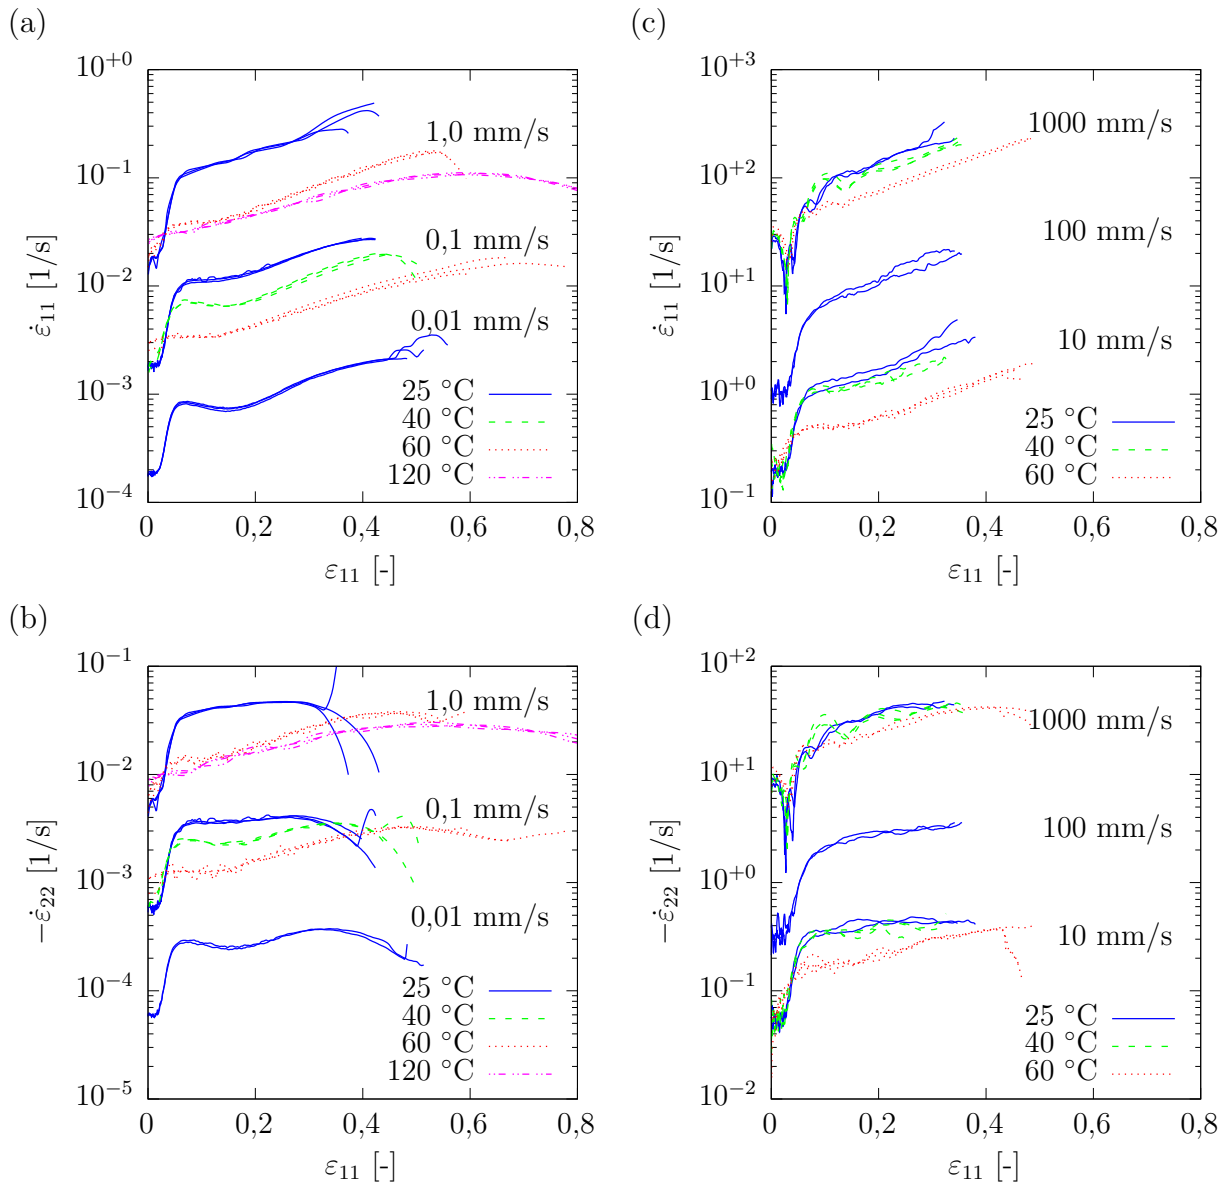 (a)
10⁺⁰
10⁻¹
10⁻²
10⁻³
10⁻⁴
ε̇₁₁ [1/s]
1,0 mm/s
0,1 mm/s
0,01 mm/s
25 °C
40 °C
60 °C
120 °C
0 0,2 0,4 0,6 0,8
ε₁₁ [-]
(c)
10⁺³
10⁺²
10⁺¹
10⁺⁰
10⁻¹
ε̇₁₁ [1/s]
1000 mm/s
100 mm/s
10 mm/s
25 °C
40 °C
60 °C
0 0,2 0,4 0,6 0,8
ε₁₁ [-]
(b)
10⁻¹
10⁻²
10⁻³
10⁻⁴
10⁻⁵
−ε̇₂₂ [1/s]
1,0 mm/s
0,1 mm/s
0,01 mm/s
25 °C
40 °C
60 °C
120 °C
0 0,2 0,4 0,6 0,8
ε₁₁ [-]
(d)
10⁺²
10⁺¹
10⁺⁰
10⁻¹
10⁻²
−ε̇₂₂ [1/s]
1000 mm/s
100 mm/s
10 mm/s
25 °C
40 °C
60 °C
0 0,2 0,4 0,6 0,8
ε₁₁ [-]